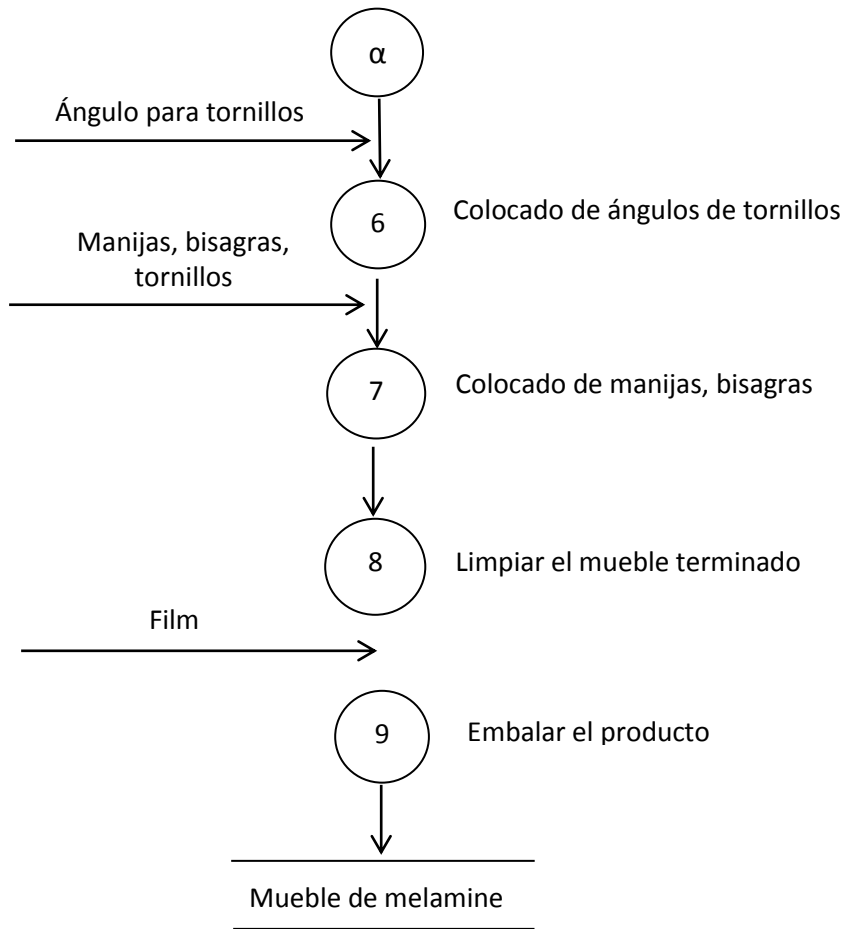 α
Ángulo para tornillos
6
Colocado de ángulos de tornillos
Manijas, bisagras,
tornillos
7
Colocado de manijas, bisagras
8
Limpiar el mueble terminado
Film
9
Embalar el producto
Mueble de melamine